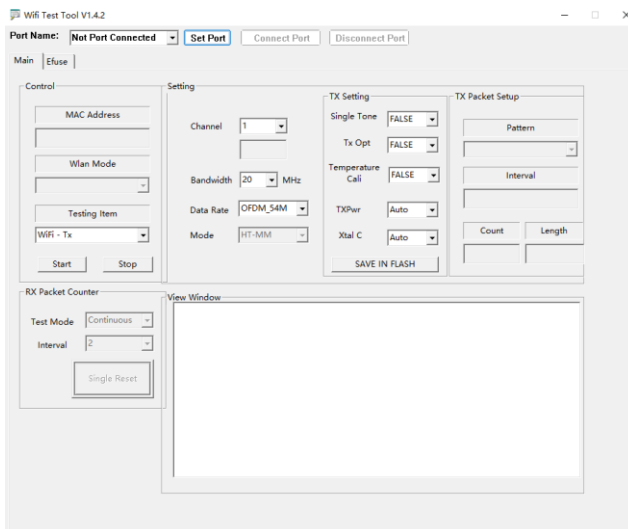 Wifi Test Tool V1.4.2
Port Name: Not Port Connected Set Port Connect Port Disconnect Port
Main Efuse
Control
MAC Address
Wlan Mode
Testing Item
WiFi - Tx
Start Stop
Setting
Channel 1
Bandwidth 20 MHz
Data Rate OFDM_54M
Mode HT-MM
TX Setting
Single Tone FALSE
Tx Opt FALSE
Temperature
Cali FALSE
TXPwr Auto
Xtal C Auto
SAVE IN FLASH
TX Packet Setup
Pattern
Interval
Count Length
RX Packet Counter
Test Mode Continuous
Interval 2
Single Reset
View Window